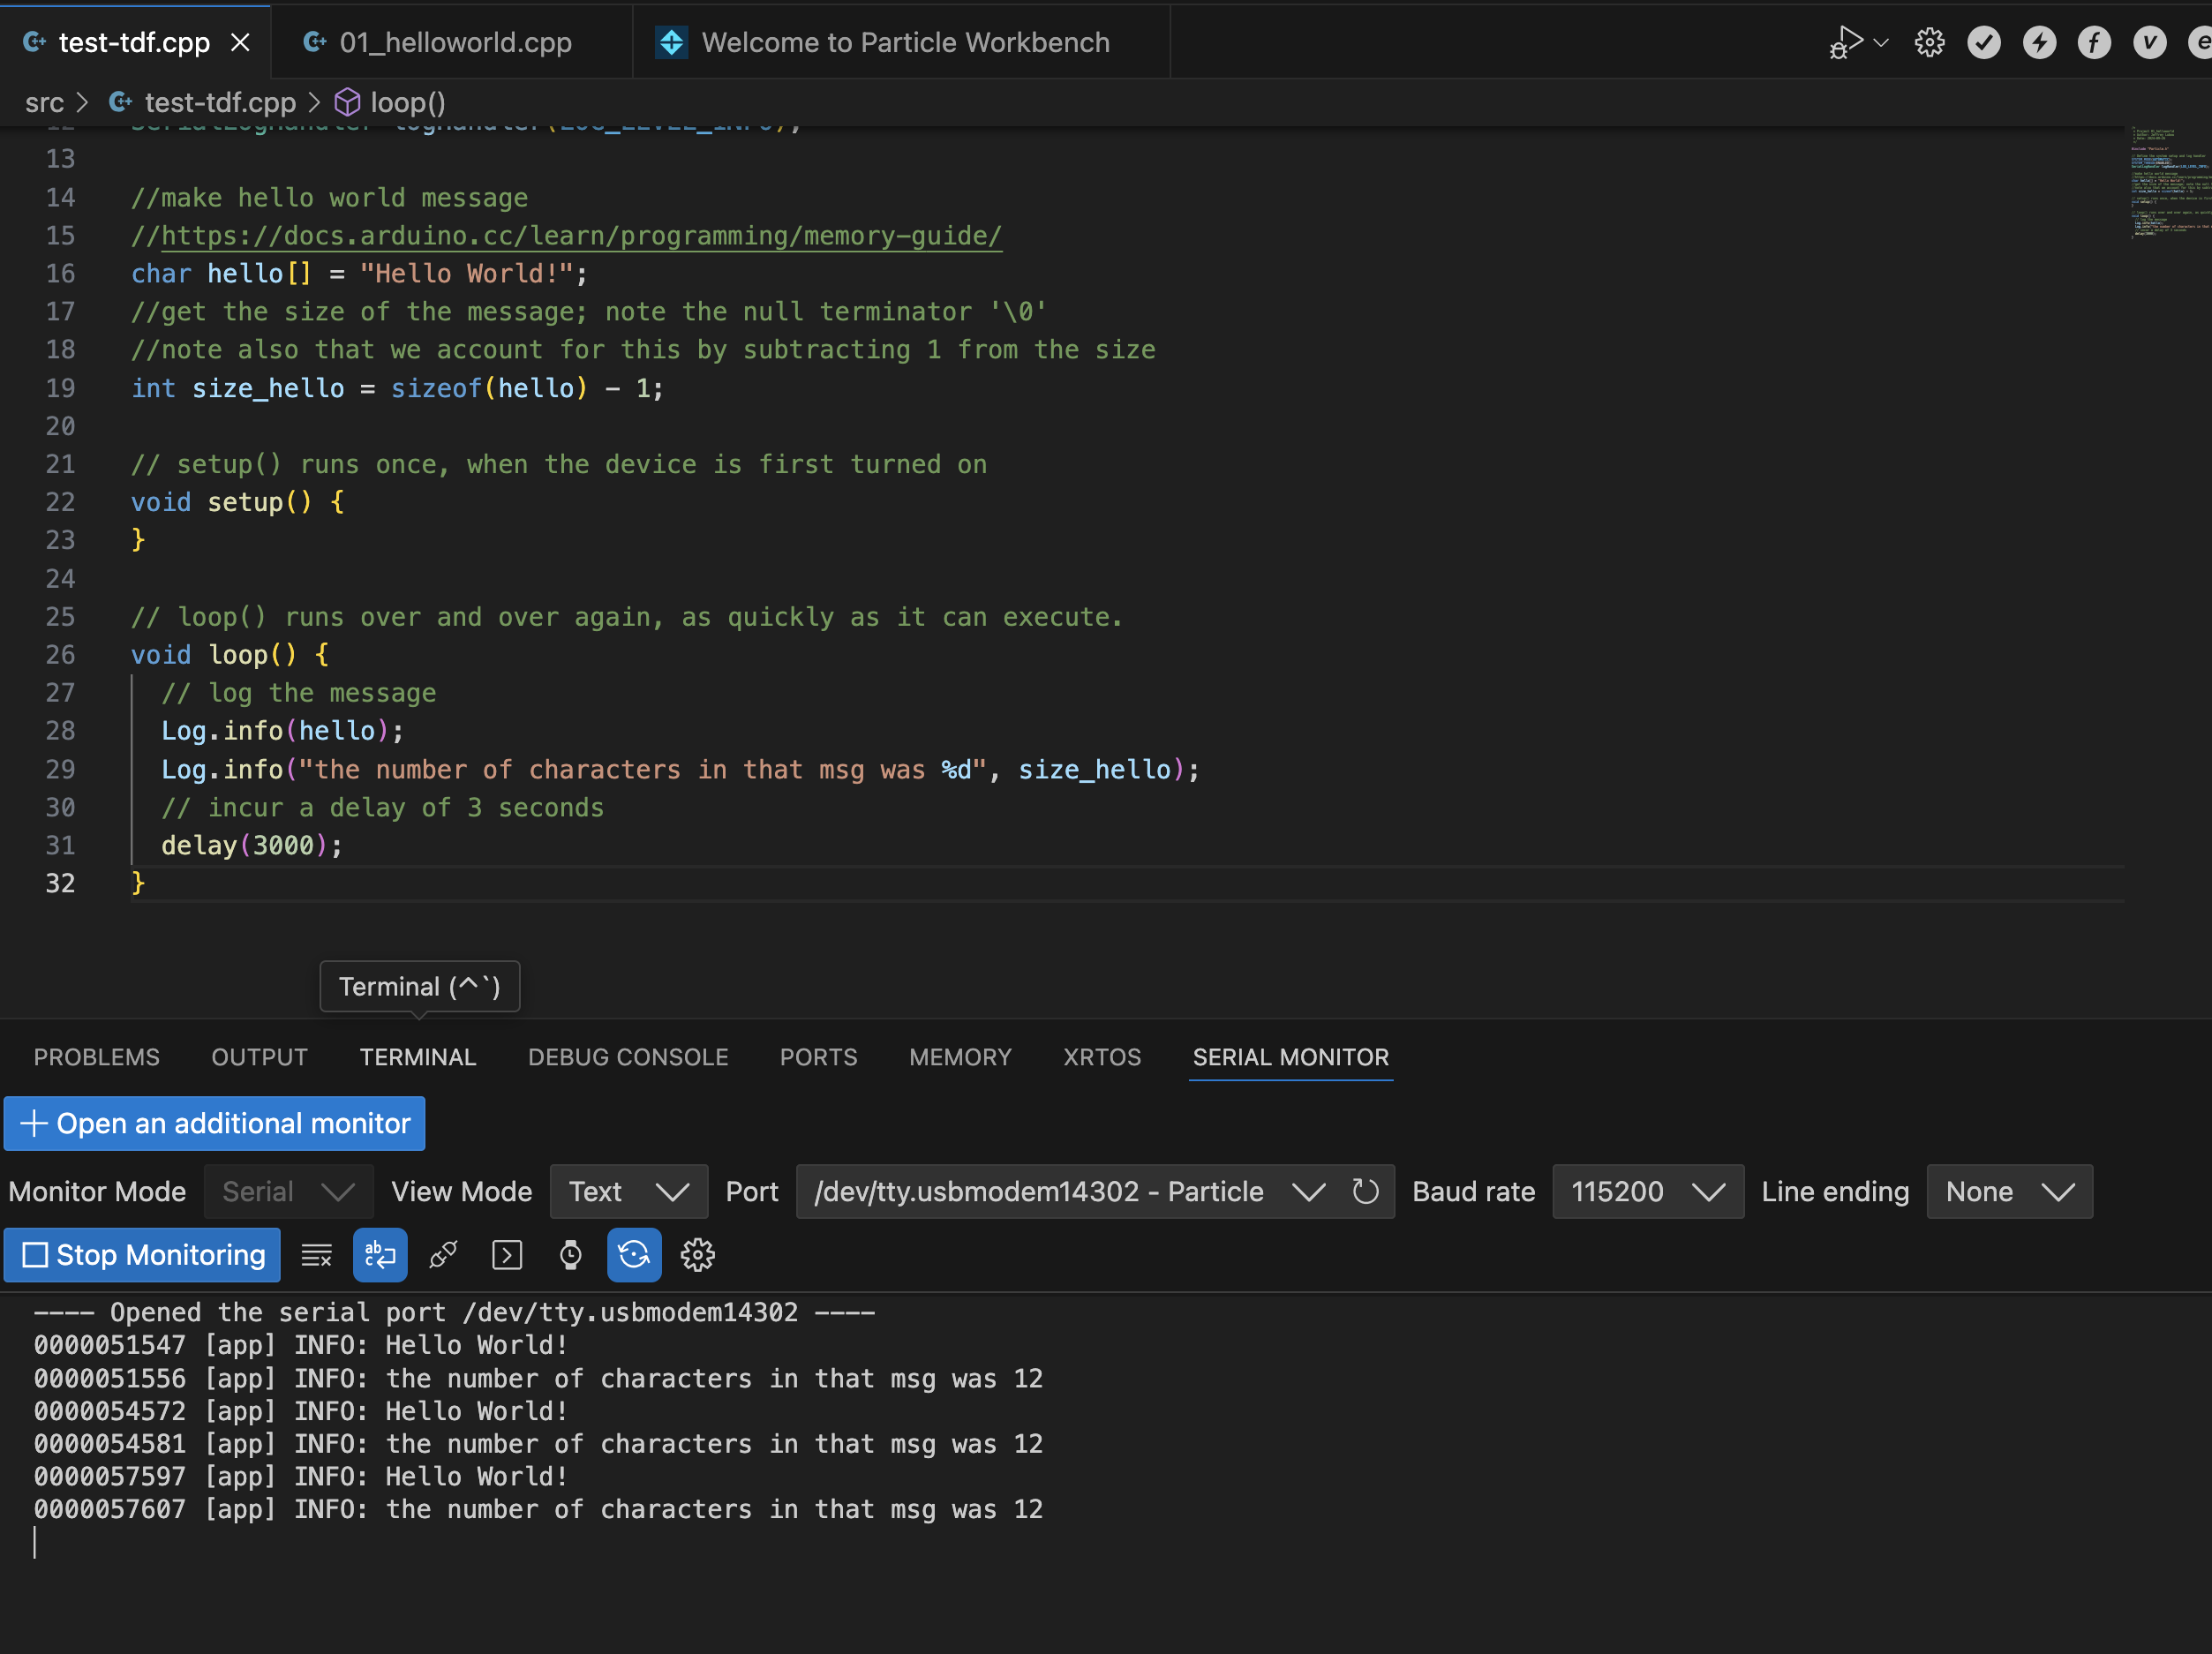 test-tdf.cpp
01_helloworld.cpp
Welcome to Particle Workbench
src > test-tdf.cpp > loop()
13
14 //make hello world message
15 //https://docs.arduino.cc/learn/programming/memory-guide/
16 char hello[] = "Hello World!";
17 //get the size of the message; note the null terminator '\0'
18 //note also that we account for this by subtracting 1 from the size
19 int size_hello = sizeof(hello) - 1;
20
21 // setup() runs once, when the device is first turned on
22 void setup() {
23 }
24
25 // loop() runs over and over again, as quickly as it can execute.
26 void loop() {
27 // log the message
28 Log.info(hello);
29 Log.info("the number of characters in that msg was %d", size_hello);
30 // incur a delay of 3 seconds
31 delay(3000);
32 }
Terminal (^`)
PROBLEMS OUTPUT TERMINAL DEBUG CONSOLE PORTS MEMORY XRTOS SERIAL MONITOR
Open an additional monitor
Monitor Mode Serial View Mode Text Port /dev/tty.usbmodem14302 - Particle Baud rate 115200 Line ending None
Stop Monitoring
---- Opened the serial port /dev/tty.usbmodem14302 ----
0000051547 [app] INFO: Hello World!
0000051556 [app] INFO: the number of characters in that msg was 12
0000054572 [app] INFO: Hello World!
0000054581 [app] INFO: the number of characters in that msg was 12
0000057597 [app] INFO: Hello World!
0000057607 [app] INFO: the number of characters in that msg was 12